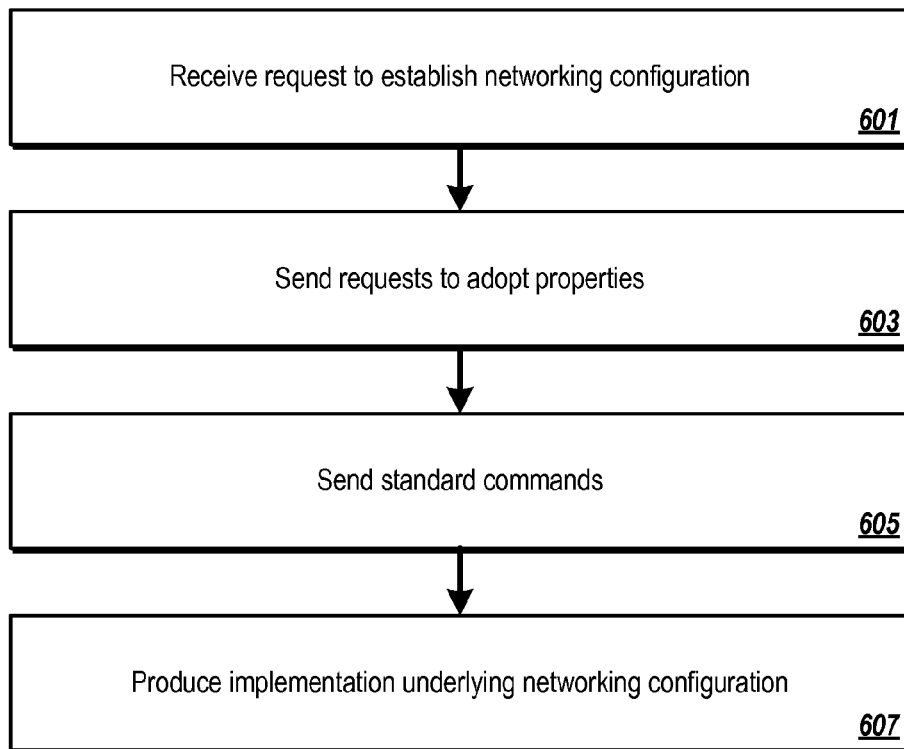 Receive request to establish networking configuration
601
Send requests to adopt properties
603
Send standard commands
605
Produce implementation underlying networking configuration
607